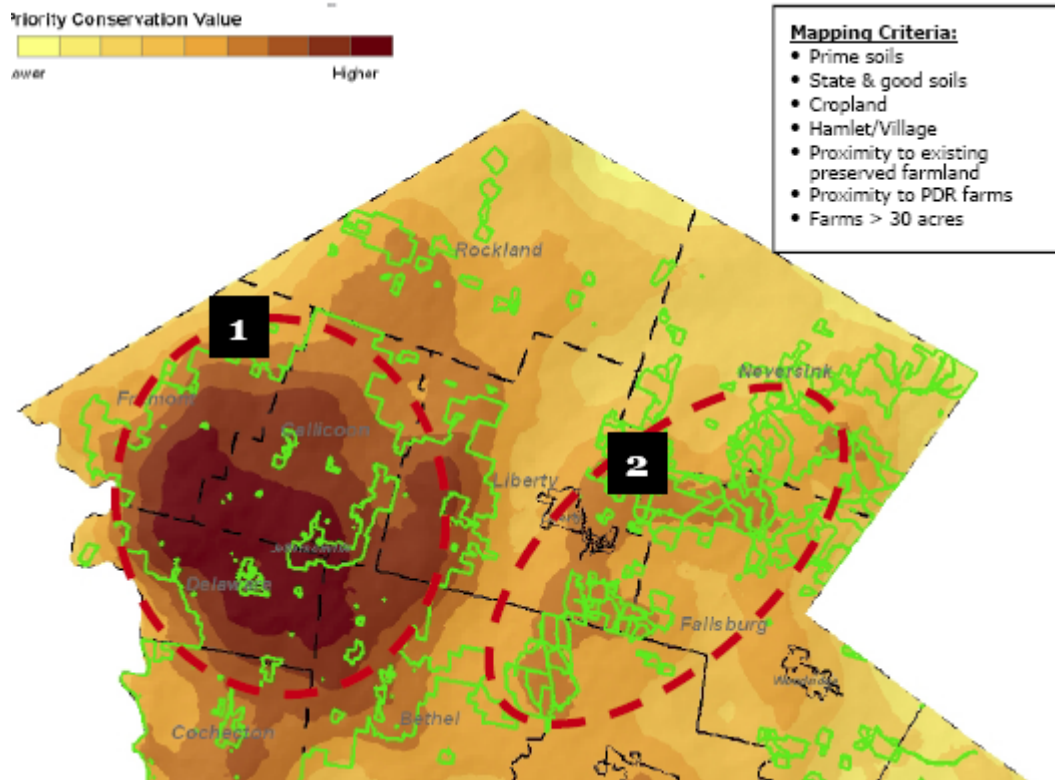 Priority Conservation Value
ower
Higher
Mapping Criteria:
• Prime soils
• State & good soils
• Cropland
• Hamlet/Village
• Proximity to existing
preserved farmland
• Proximity to PDR farms
• Farms > 30 acres
Rockland
1
Neversink
Fremont
Callicoon
2
Liberty
Delaware
Fallsburg
Bethel
Cochecton